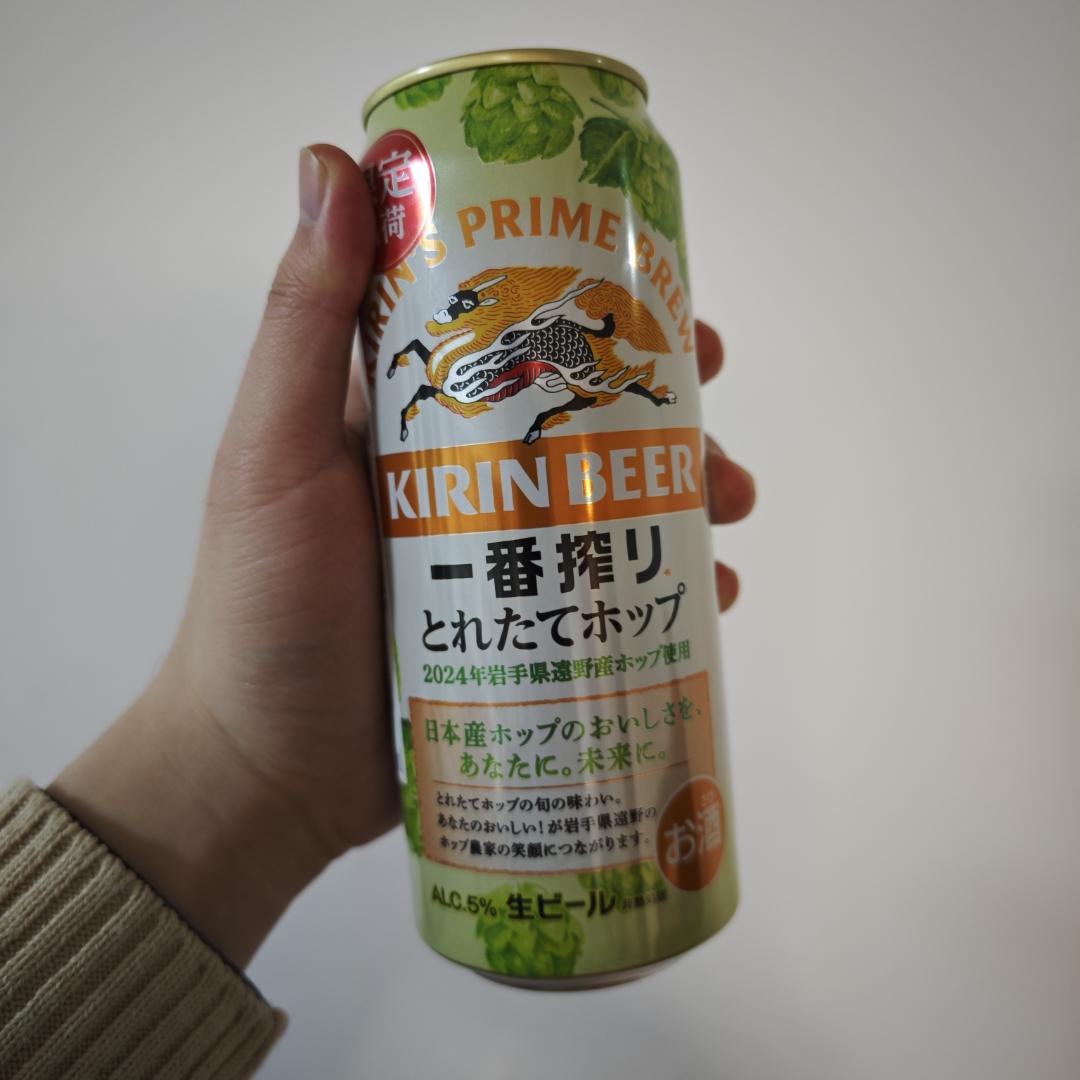 定
荷
KIRIN'S PRIME BREW
KIRIN BEER
一番搾り
とれたてホップ
2024年岩手県遠野産ホップ使用
日本産ホップのおいしさを、
あなたに。未来に。
とれたてホップの旬の味わい。
あなたのおいしい!が岩手県遠野の
ホップ農家の笑顔につながります。
お酒
ALC.5% 生ビール